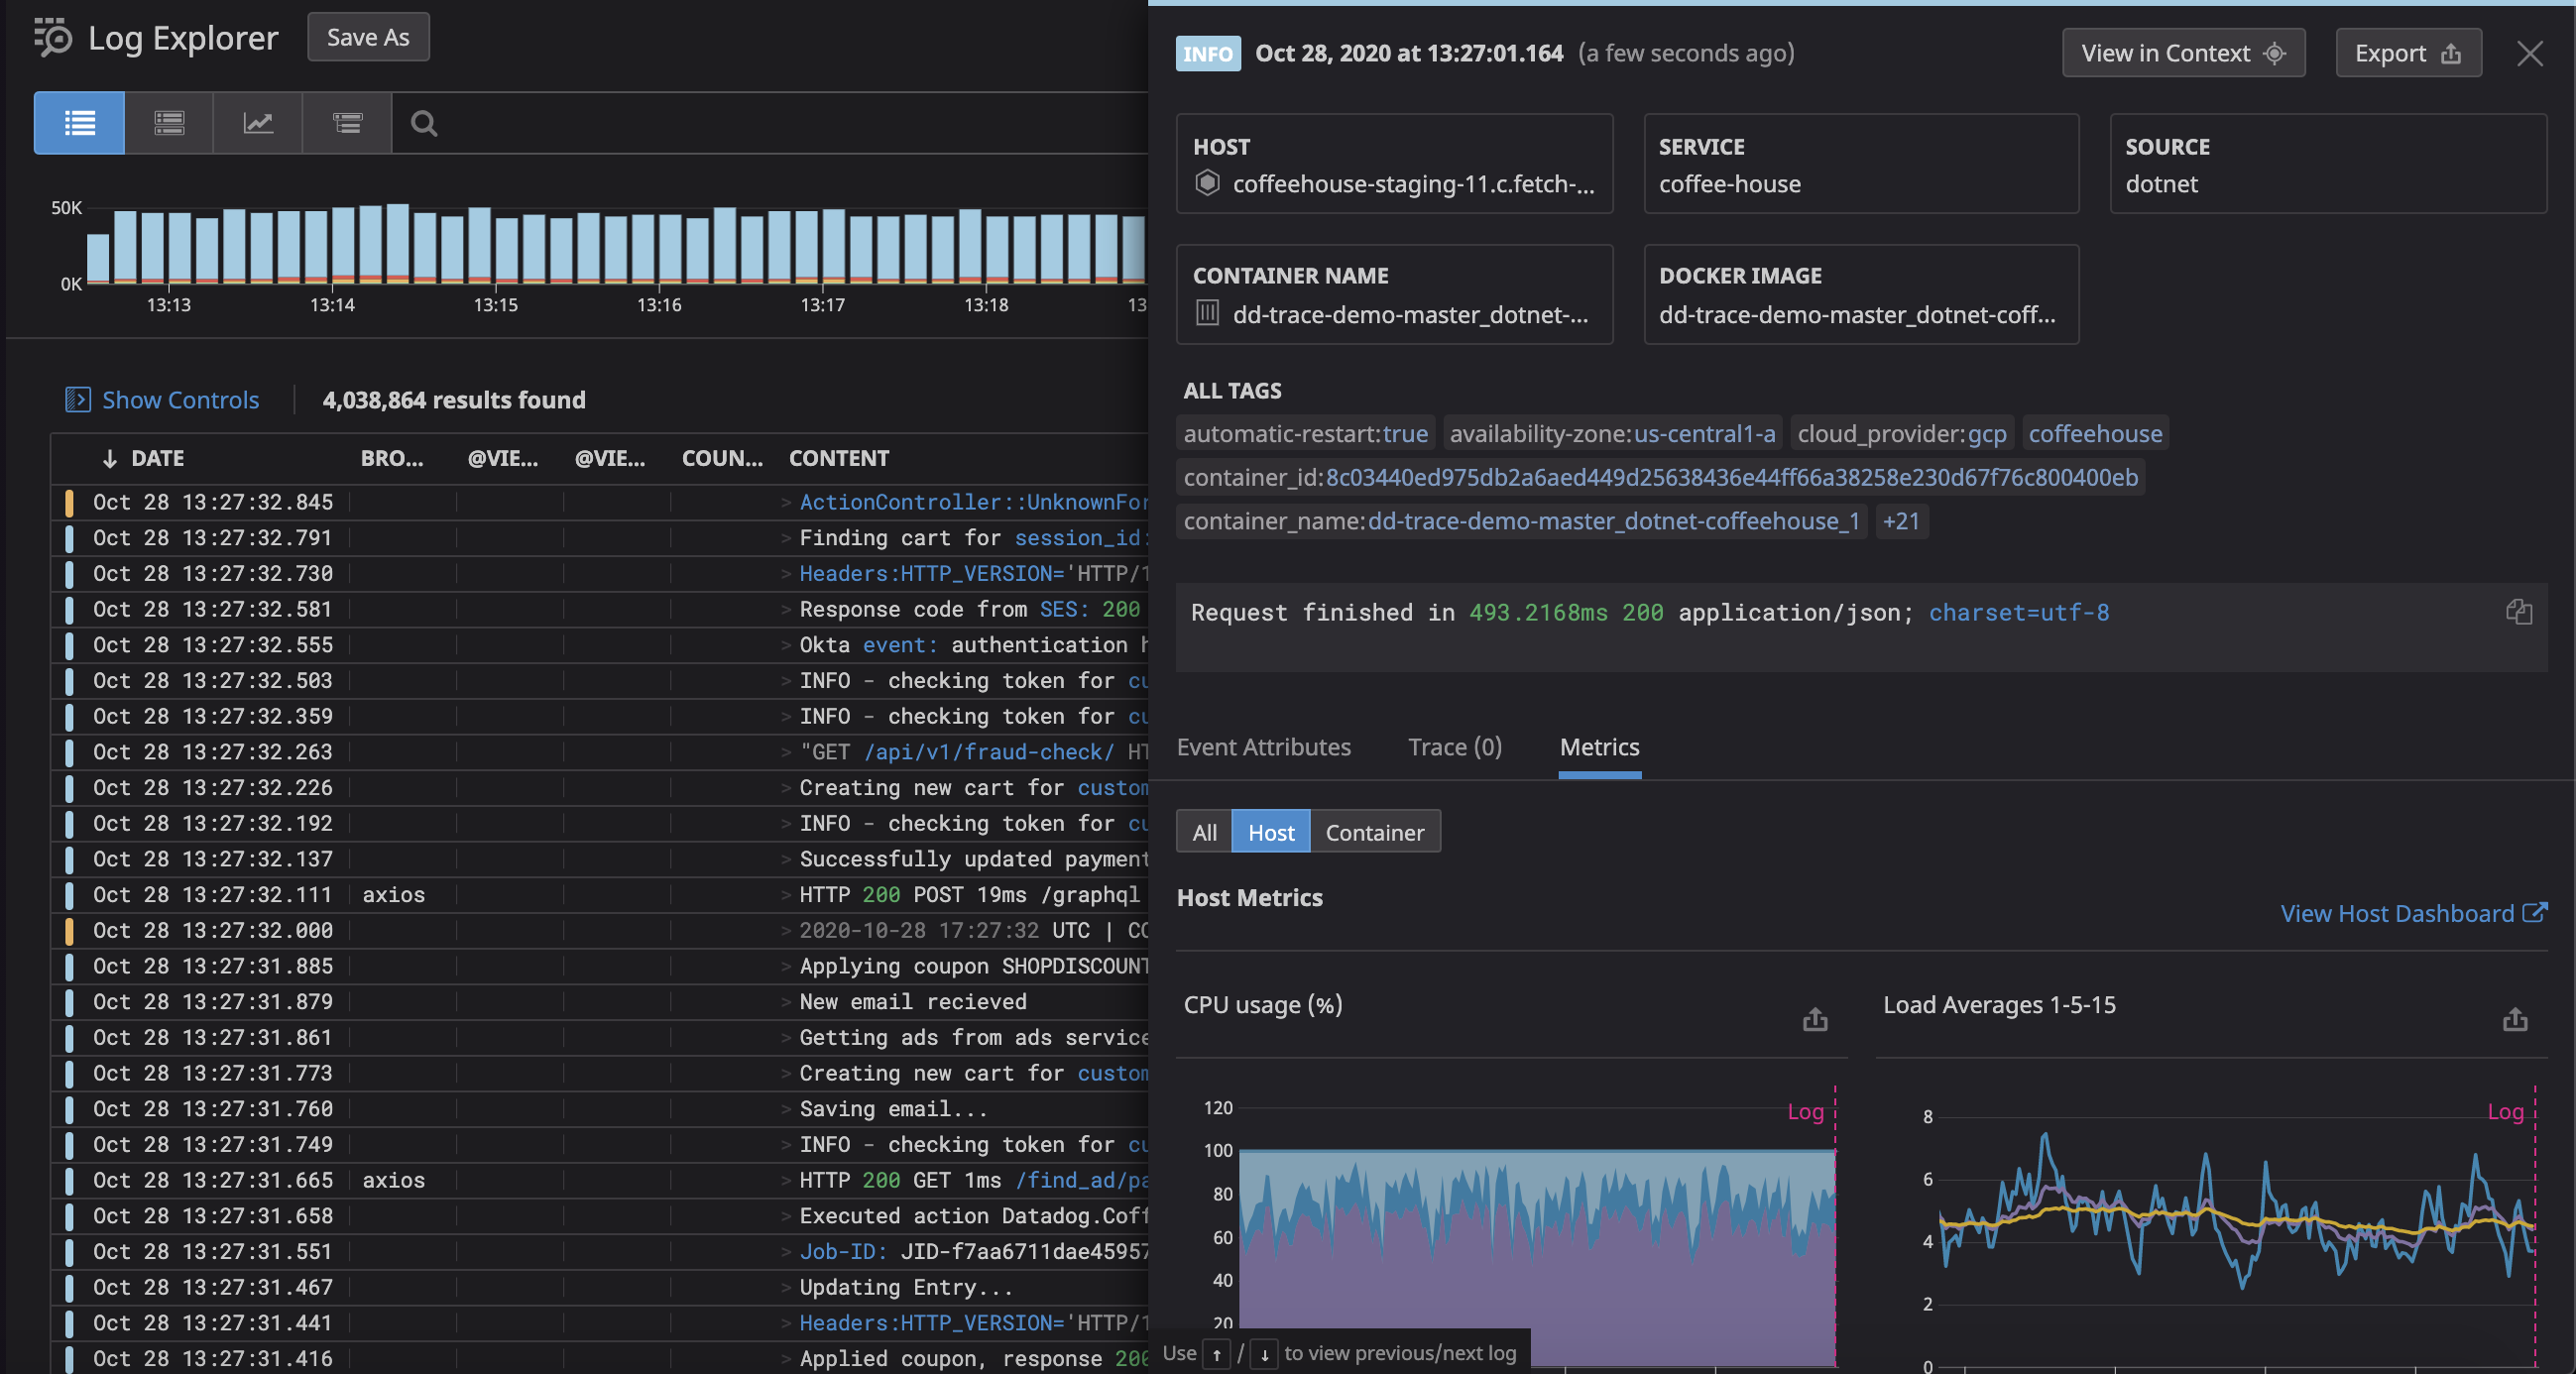 Log Explorer
Save As
50K
0K
13:13 13:14 13:15 13:16 13:17 13:18 13
Show Controls
4,038,864 results found
↓ DATE BRO... @VIE... @VIE... COUN... CONTENT
Oct 28 13:27:32.845 > ActionController::UnknownFor
Oct 28 13:27:32.791 > Finding cart for session_id:
Oct 28 13:27:32.730 > Headers:HTTP_VERSION='HTTP/1
Oct 28 13:27:32.581 > Response code from SES: 200
Oct 28 13:27:32.555 > Okta event: authentication h
Oct 28 13:27:32.503 > INFO - checking token for cu
Oct 28 13:27:32.359 > INFO - checking token for cu
Oct 28 13:27:32.263 > "GET /api/v1/fraud-check/ HT
Oct 28 13:27:32.226 > Creating new cart for custom
Oct 28 13:27:32.192 > INFO - checking token for cu
Oct 28 13:27:32.137 > Successfully updated payment
Oct 28 13:27:32.111 axios > HTTP 200 POST 19ms /graphql
Oct 28 13:27:32.000 > 2020-10-28 17:27:32 UTC | CO
Oct 28 13:27:31.885 > Applying coupon SHOPDISCOUNT
Oct 28 13:27:31.879 > New email recieved
Oct 28 13:27:31.861 > Getting ads from ads service
Oct 28 13:27:31.773 > Creating new cart for custom
Oct 28 13:27:31.760 > Saving email...
Oct 28 13:27:31.749 > INFO - checking token for cu
Oct 28 13:27:31.665 axios > HTTP 200 GET 1ms /find_ad/pa
Oct 28 13:27:31.658 > Executed action Datadog.Coff
Oct 28 13:27:31.551 > Job-ID: JID-f7aa6711dae45957
Oct 28 13:27:31.467 > Updating Entry...
Oct 28 13:27:31.441 > Headers:HTTP_VERSION='HTTP/1
Oct 28 13:27:31.416 > Applied coupon, response 200
INFO Oct 28, 2020 at 13:27:01.164 (a few seconds ago)
View in Context
Export
HOST
coffeehouse-staging-11.c.fetch-...
SERVICE
coffee-house
SOURCE
dotnet
CONTAINER NAME
dd-trace-demo-master_dotnet-...
DOCKER IMAGE
dd-trace-demo-master_dotnet-coff...
ALL TAGS
automatic-restart:true availability-zone:us-central1-a cloud_provider:gcp coffeehouse
container_id:8c03440ed975db2a6aed449d25638436e44ff66a38258e230d67f76c800400eb
container_name:dd-trace-demo-master_dotnet-coffeehouse_1 +21
Request finished in 493.2168ms 200 application/json; charset=utf-8
Event Attributes Trace (0) Metrics
All Host Container
Host Metrics
View Host Dashboard
CPU usage (%)
120
100
80
60
40
20
Log
Load Averages 1-5-15
8
6
4
2
0
Log
Use ↑ / ↓ to view previous/next log